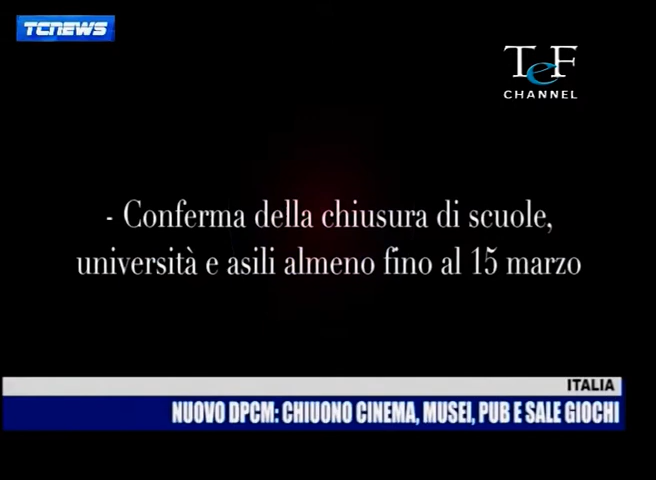 TCNEWS
TeF
CHANNEL
- Conferma della chiusura di scuole,
università e asili almeno fino al 15 marzo
ITALIA
NUOVO DPCM: CHIUONO CINEMA, MUSEI, PUB E SALE GIOCHI